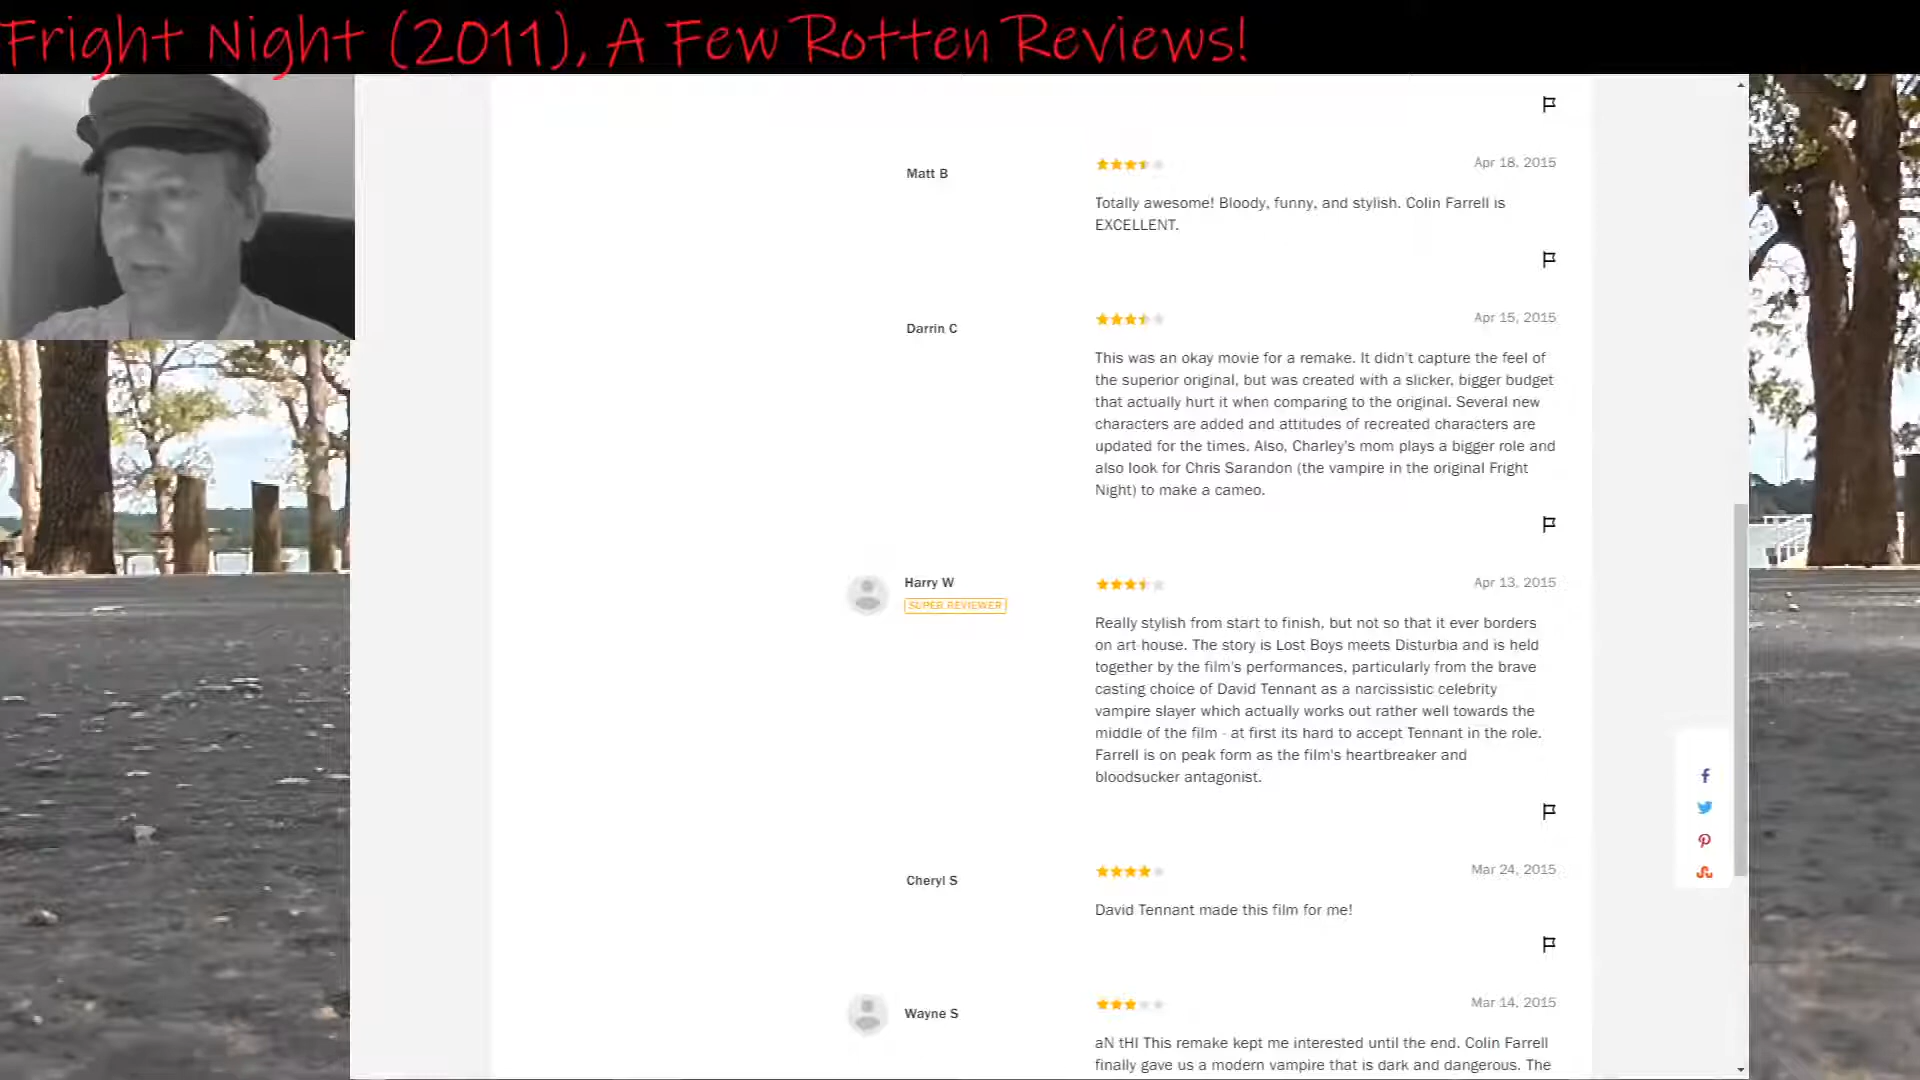 Fright Night (2011), A Few Rotten Reviews!
Matt B
Apr 18, 2015
Totally awesome! Bloody, funny, and stylish. Colin Farrell is
EXCELLENT.
Darrin C
Apr 15, 2015
This was an okay movie for a remake. It didn't capture the feel of
the superior original, but was created with a slicker, bigger budget
that actually hurt it when comparing to the original. Several new
characters are added and attitudes of recreated characters are
updated for the times. Also, Charley's mom plays a bigger role and
also look for Chris Sarandon (the vampire in the original Fright
Night) to make a cameo.
Harry W
SUPER REVIEWER
Apr 13, 2015
Really stylish from start to finish, but not so that it ever borders
on art-house. The story is Lost Boys meets Disturbia and is held
together by the film's performances, particularly from the brave
casting choice of David Tennant as a narcissistic celebrity
vampire slayer which actually works out rather well towards the
middle of the film - at first its hard to accept Tennant in the role.
Farrell is on peak form as the film's heartbreaker and
bloodsucker antagonist.
Cheryl S
Mar 24, 2015
David Tennant made this film for me!
Wayne S
Mar 14, 2015
aN tHI This remake kept me interested until the end. Colin Farrell
finally gave us a modern vampire that is dark and dangerous. The